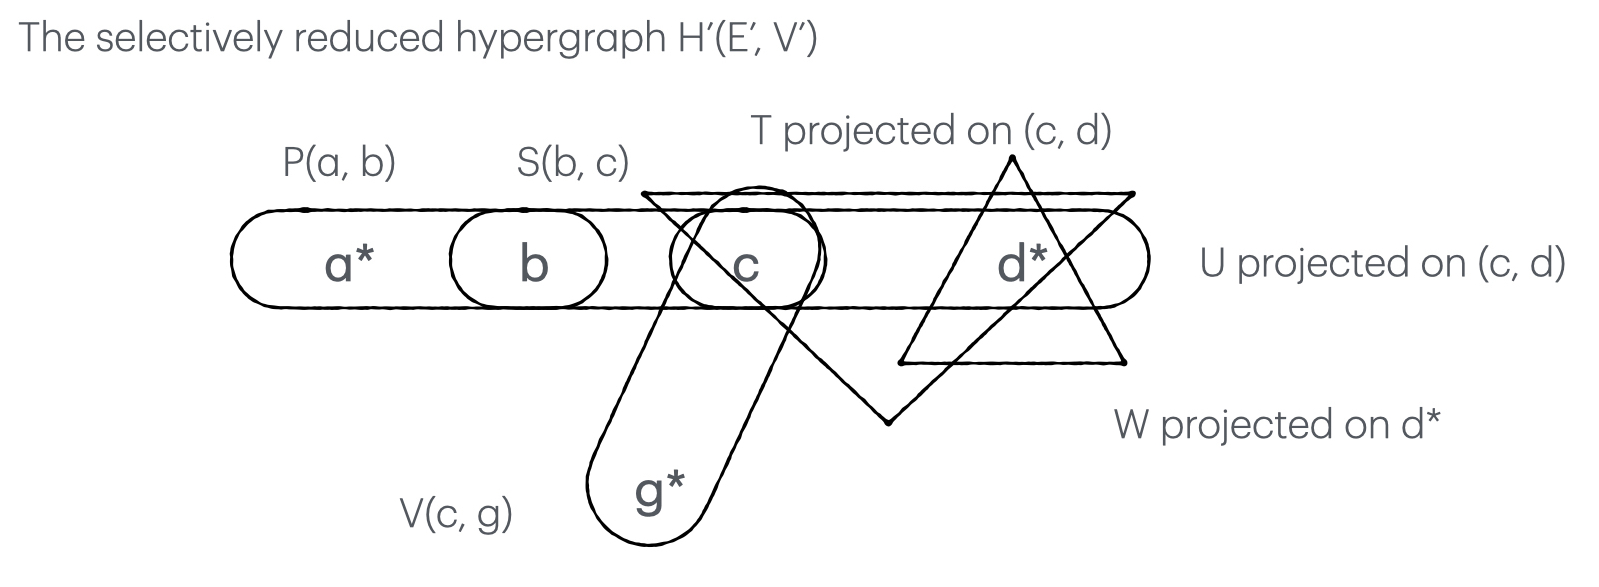 The selectively reduced hypergraph H’(E’, V’)
T projected on (c, d)
P(a, b)
S(b, c)
a*
b
c
d*
U projected on (c, d)
W projected on d*
g*
V(c, g)